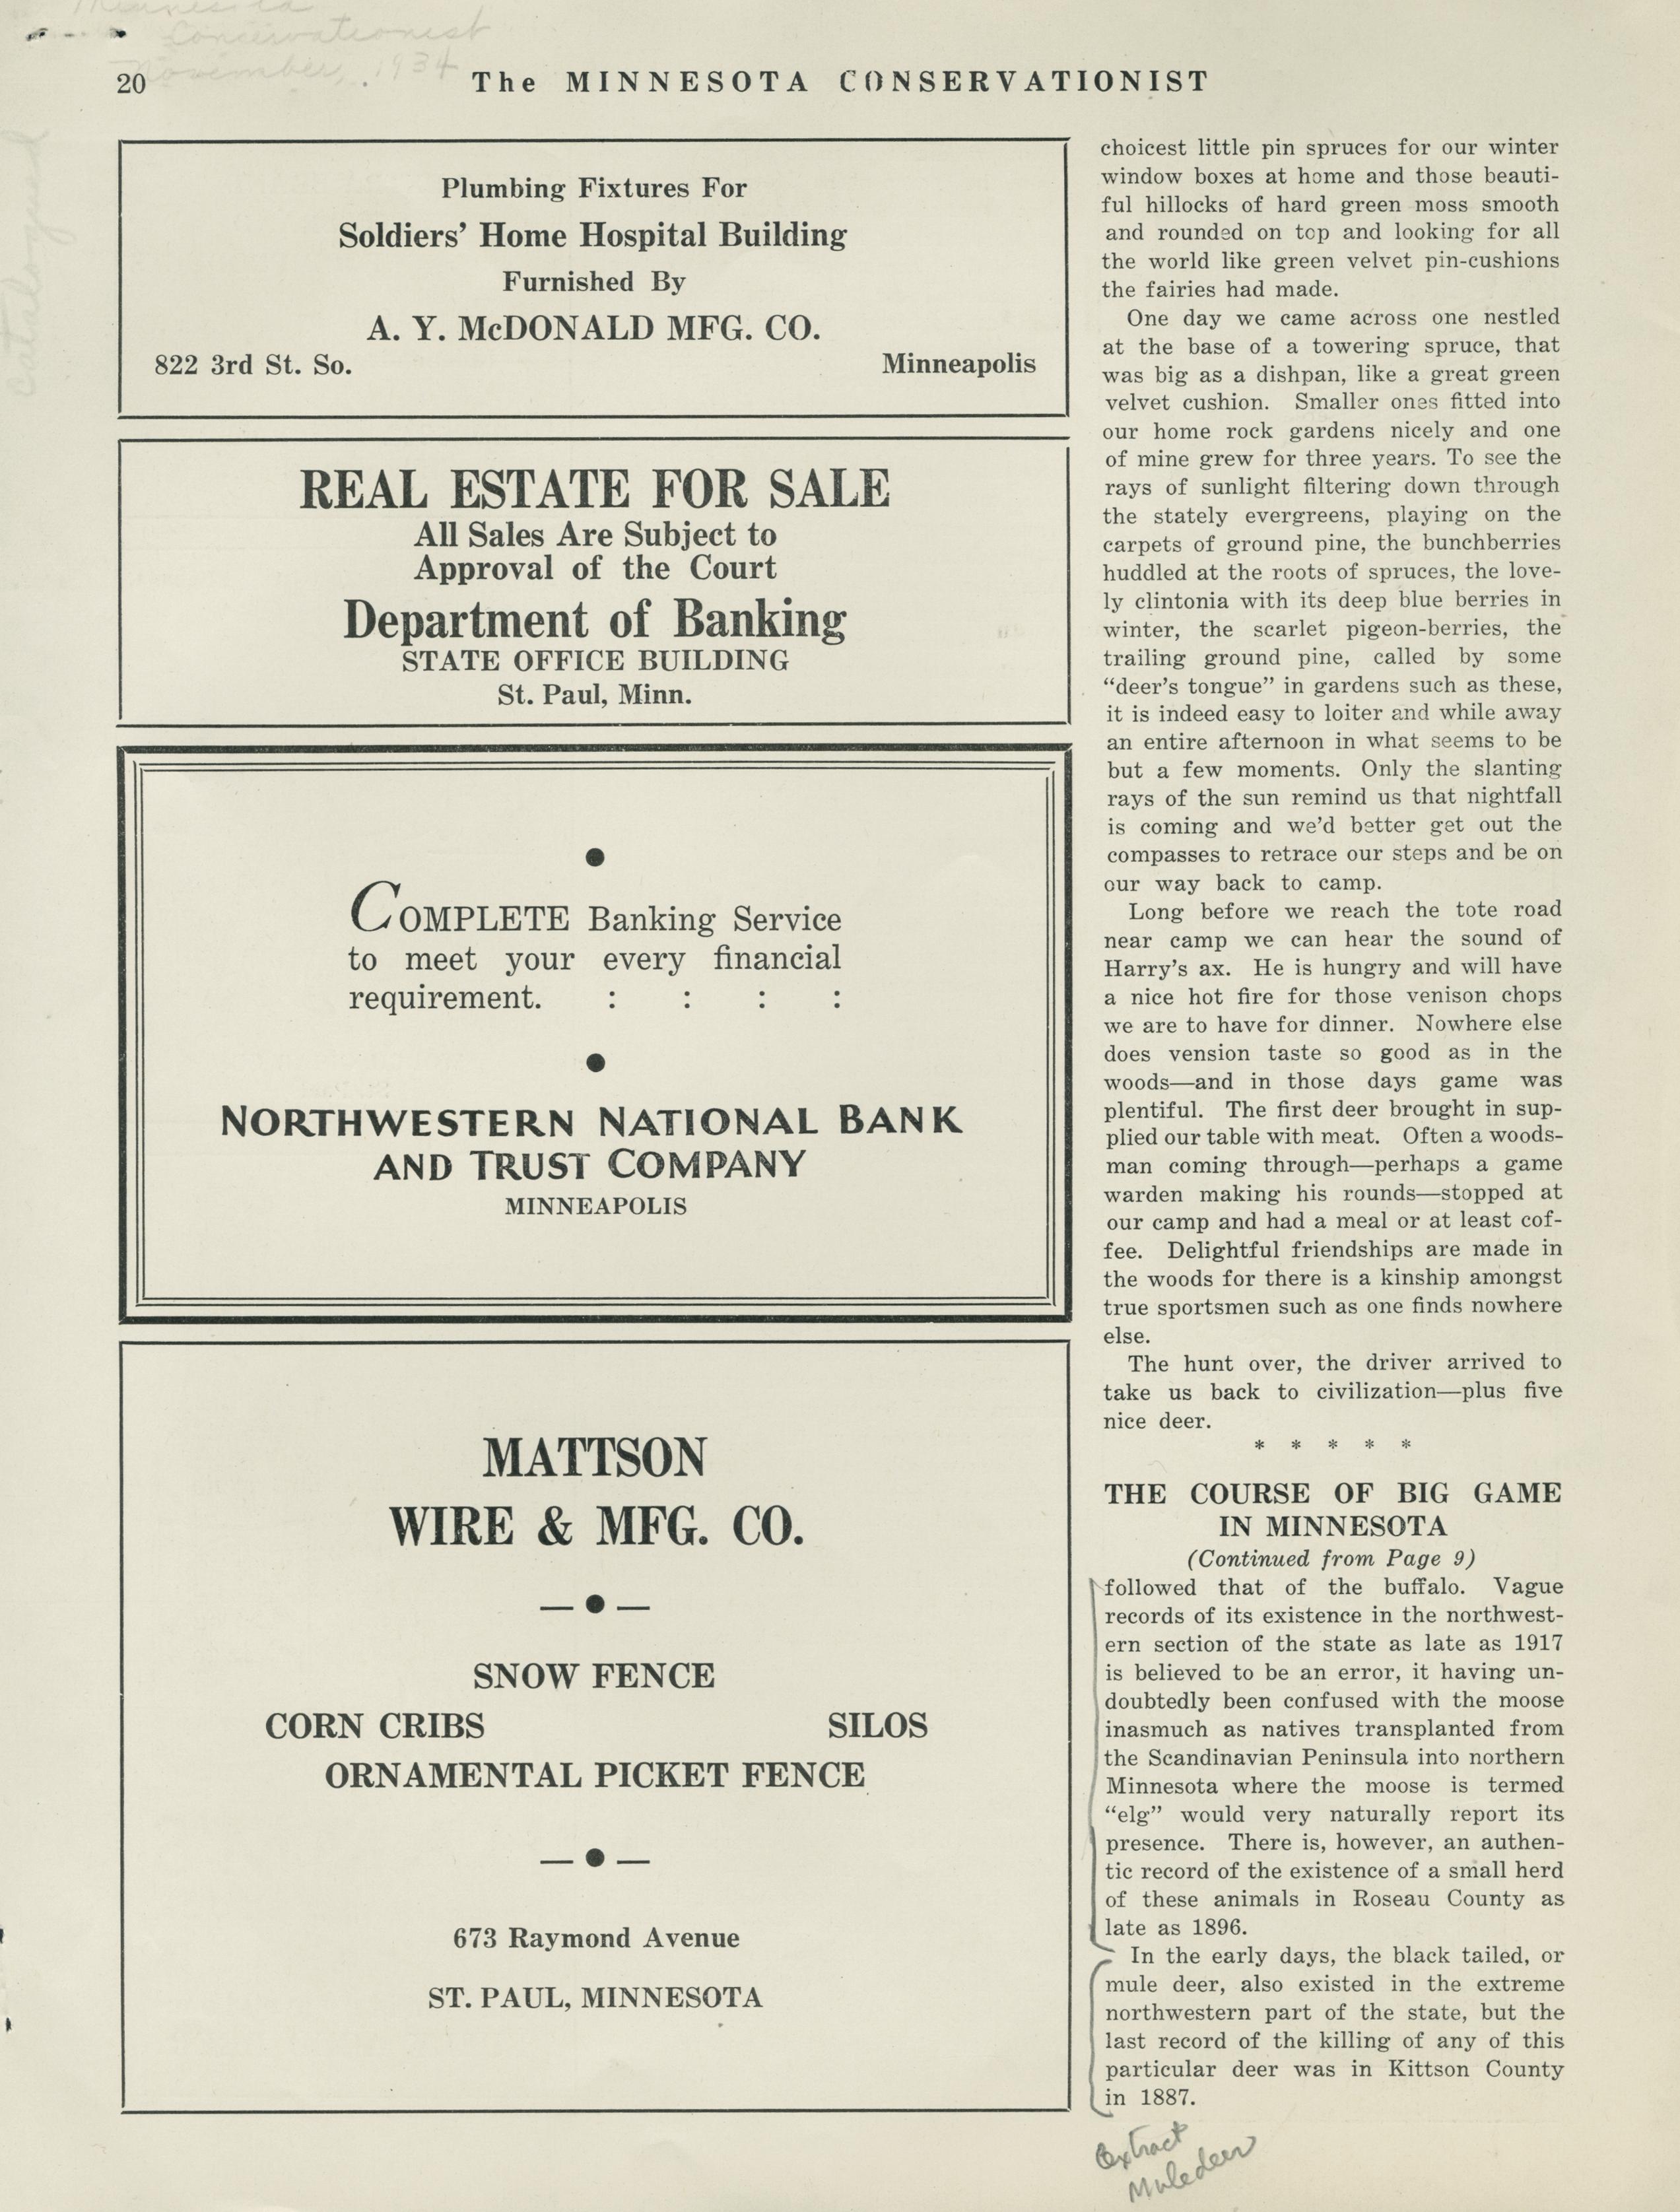 Minnesota
Conservationist
November, 1934
catalogued
20
The MINNESOTA CONSERVATIONIST
Plumbing Fixtures For
Soldiers’ Home Hospital Building
Furnished By
A. Y. McDONALD MFG. CO.
822 3rd St. So. Minneapolis
REAL ESTATE FOR SALE
All Sales Are Subject to
Approval of the Court
Department of Banking
STATE OFFICE BUILDING
St. Paul, Minn.
COMPLETE Banking Service
to meet your every financial
requirement. : : : :
NORTHWESTERN NATIONAL BANK
AND TRUST COMPANY
MINNEAPOLIS
MATTSON
WIRE & MFG. CO.
SNOW FENCE
CORN CRIBS SILOS
ORNAMENTAL PICKET FENCE
673 Raymond Avenue
ST. PAUL, MINNESOTA
choicest little pin spruces for our winter
window boxes at home and those beauti-
ful hillocks of hard green moss smooth
and rounded on top and looking for all
the world like green velvet pin-cushions
the fairies had made.
One day we came across one nestled
at the base of a towering spruce, that
was big as a dishpan, like a great green
velvet cushion. Smaller ones fitted into
our home rock gardens nicely and one
of mine grew for three years. To see the
rays of sunlight filtering down through
the stately evergreens, playing on the
carpets of ground pine, the bunchberries
huddled at the roots of spruces, the love-
ly clintonia with its deep blue berries in
winter, the scarlet pigeon-berries, the
trailing ground pine, called by some
“deer’s tongue” in gardens such as these,
it is indeed easy to loiter and while away
an entire afternoon in what seems to be
but a few moments. Only the slanting
rays of the sun remind us that nightfall
is coming and we’d better get out the
compasses to retrace our steps and be on
our way back to camp.
Long before we reach the tote road
near camp we can hear the sound of
Harry’s ax. He is hungry and will have
a nice hot fire for those venison chops
we are to have for dinner. Nowhere else
does vension taste so good as in the
woods—and in those days game was
plentiful. The first deer brought in sup-
plied our table with meat. Often a woods-
man coming through—perhaps a game
warden making his rounds—stopped at
our camp and had a meal or at least cof-
fee. Delightful friendships are made in
the woods for there is a kinship amongst
true sportsmen such as one finds nowhere
else.
The hunt over, the driver arrived to
take us back to civilization—plus five
nice deer.
* * * * *
THE COURSE OF BIG GAME
IN MINNESOTA
(Continued from Page 9)
followed that of the buffalo. Vague
records of its existence in the northwest-
ern section of the state as late as 1917
is believed to be an error, it having un-
doubtedly been confused with the moose
inasmuch as natives transplanted from
the Scandinavian Peninsula into northern
Minnesota where the moose is termed
“elg” would very naturally report its
presence. There is, however, an authen-
tic record of the existence of a small herd
of these animals in Roseau County as
late as 1896.
In the early days, the black tailed, or
mule deer, also existed in the extreme
northwestern part of the state, but the
last record of the killing of any of this
particular deer was in Kittson County
in 1887.
Extract
Muledeer